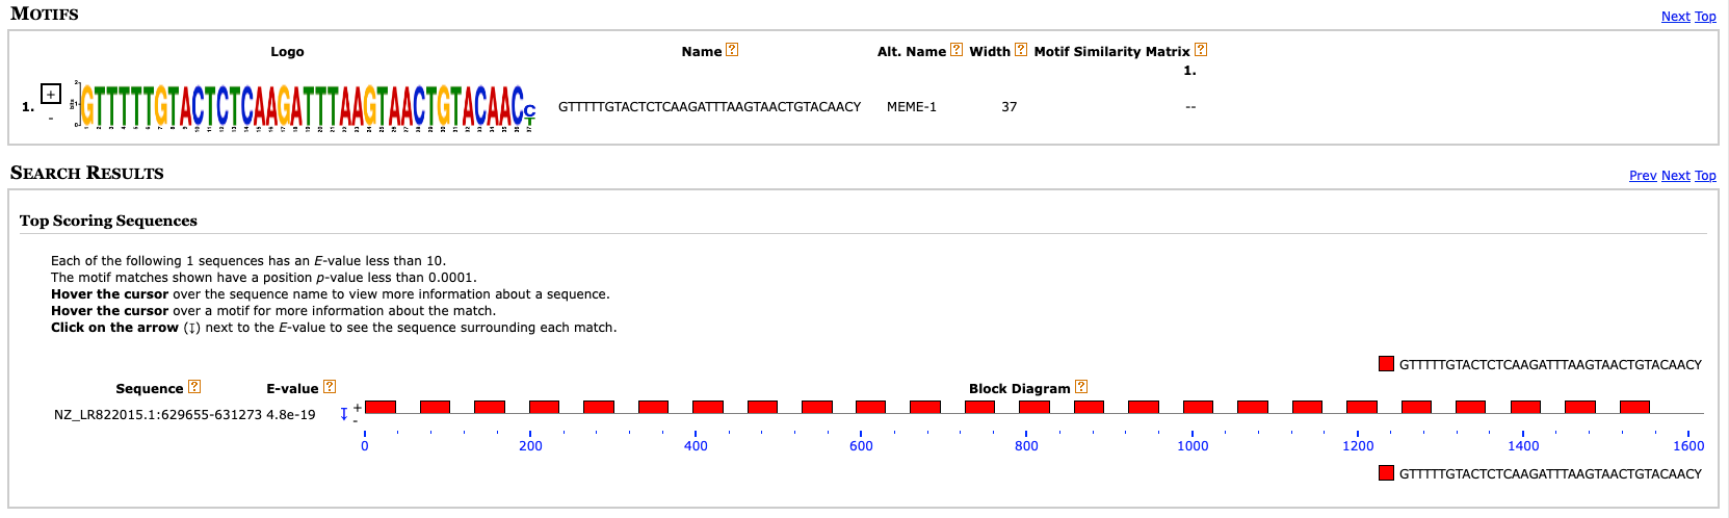 MOTIFS
Next Top
Logo Name ? Alt. Name ? Width ? Motif Similarity Matrix ?
1.
1. + GTTTTTGTACTCTCAAGATTTAAGTAACTGTACAACC GTTTTTGTACTCTCAAGATTTAAGTAACTGTACAACY MEME-1 37 --
-
SEARCH RESULTS
Prev Next Top
Top Scoring Sequences
Each of the following 1 sequences has an E-value less than 10.
The motif matches shown have a position p-value less than 0.0001.
Hover the cursor over the sequence name to view more information about a sequence.
Hover the cursor over a motif for more information about the match.
Click on the arrow (↧) next to the E-value to see the sequence surrounding each match.
GTTTTTGTACTCTCAAGATTTAAGTAACTGTACAACY
Sequence ? E-value ? Block Diagram ?
NZ_LR822015.1:629655-631273 4.8e-19 ↧ +
-
0 200 400 600 800 1000 1200 1400 1600
GTTTTTGTACTCTCAAGATTTAAGTAACTGTACAACY